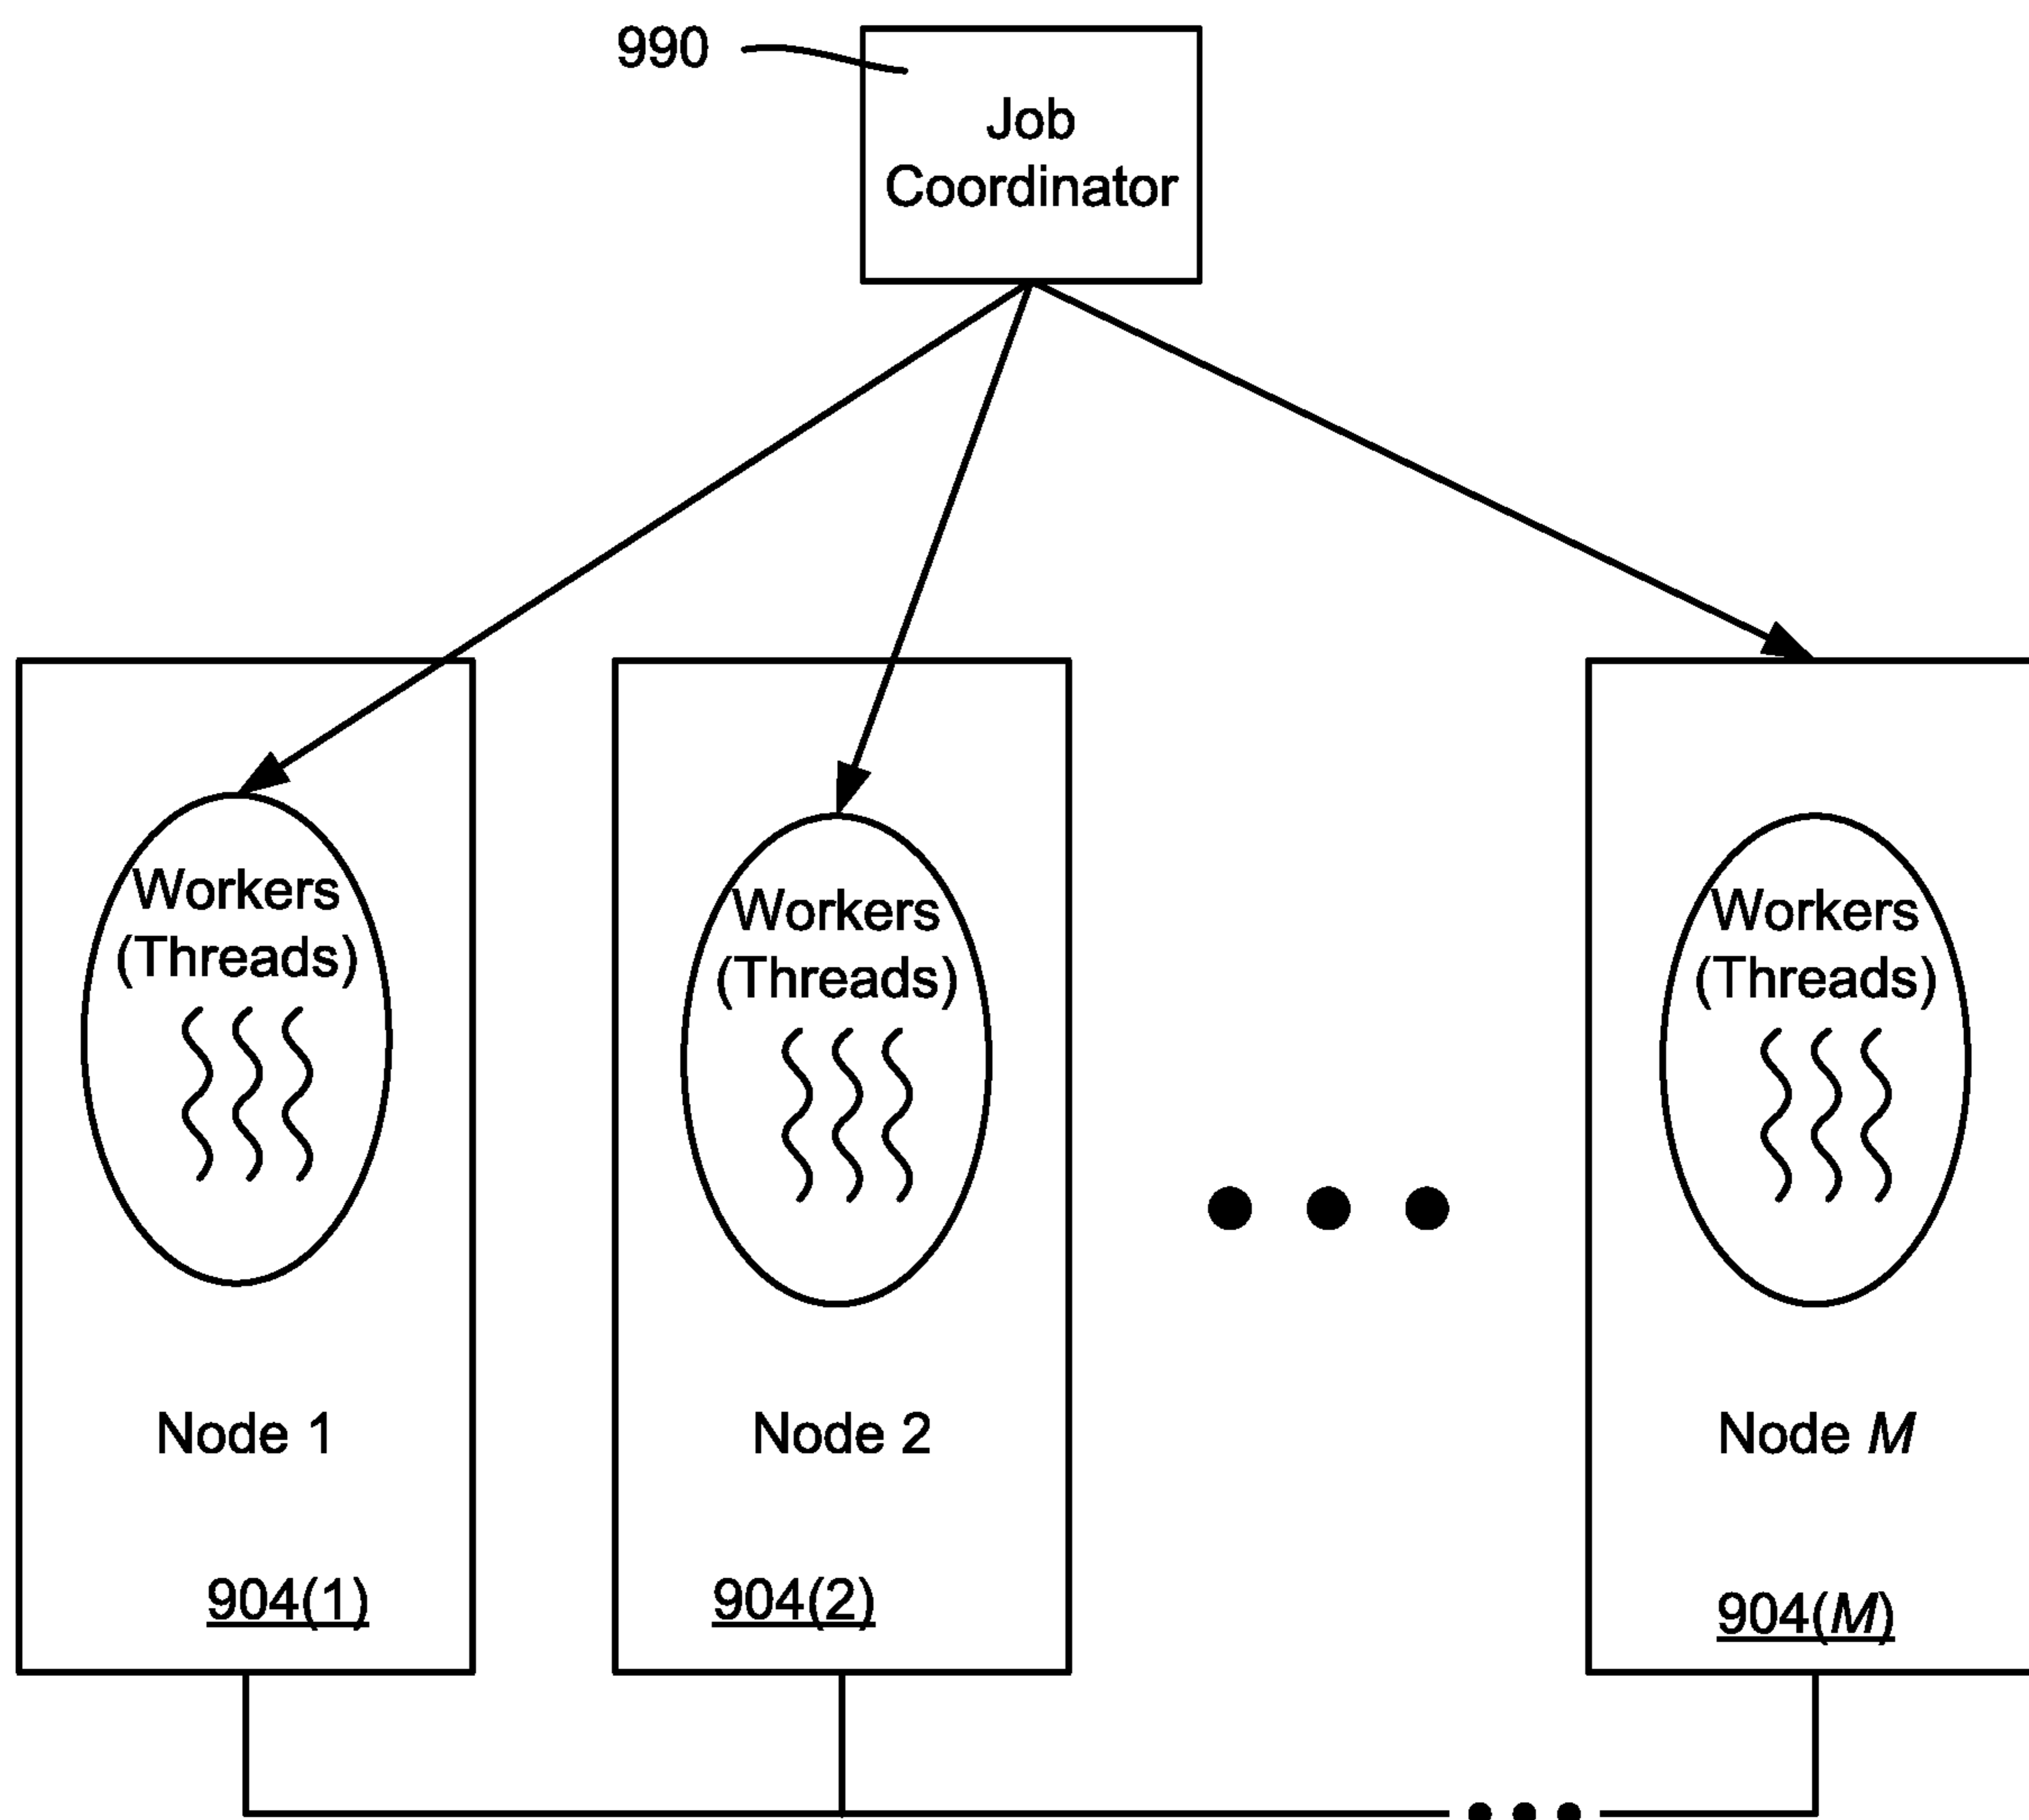 990
Job
Coordinator
Workers
(Threads)
Workers
(Threads)
Workers
(Threads)
Node 1
Node 2
Node M
904(1)
904(2)
904(M)